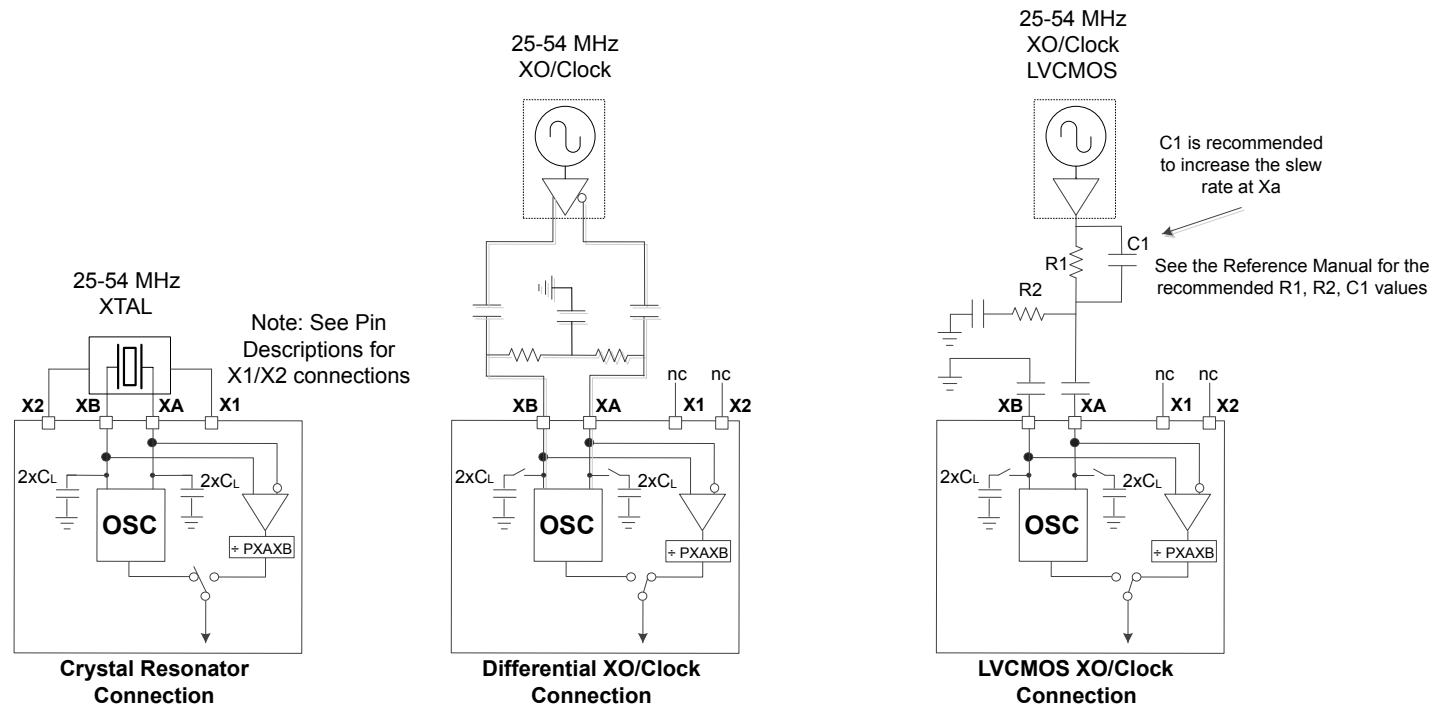 25-54 MHz
XTAL
Note: See Pin
Descriptions for
X1/X2 connections
X2 XB XA X1
2xCL 2xCL
OSC
÷ PXAXB
Crystal Resonator
Connection
25-54 MHz
XO/Clock
nc nc
XB XA X1 X2
2xCL 2xCL
OSC
÷ PXAXB
Differential XO/Clock
Connection
25-54 MHz
XO/Clock
LVCMOS
C1 is recommended
to increase the slew
rate at Xa
C1
R1
See the Reference Manual for the
recommended R1, R2, C1 values
R2
nc nc
XB XA X1 X2
2xCL 2xCL
OSC
÷ PXAXB
LVCMOS XO/Clock
Connection